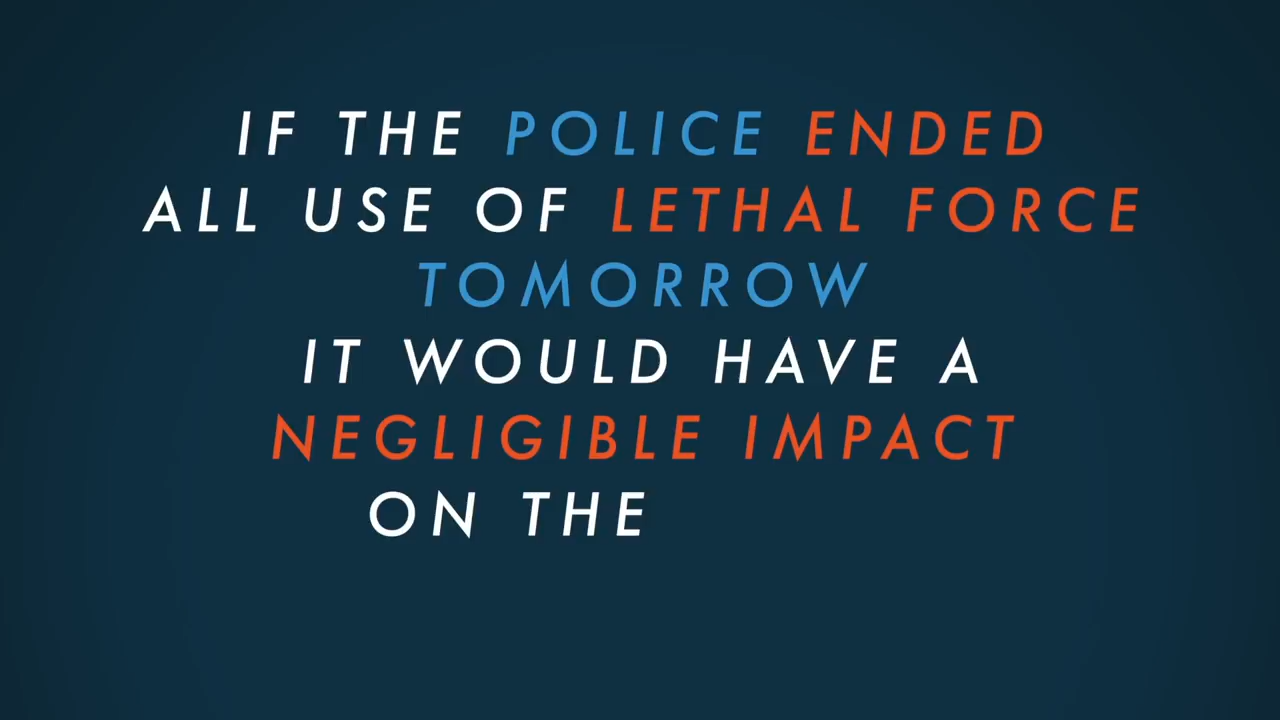 IF THE POLICE ENDED
ALL USE OF LETHAL FORCE
TOMORROW
IT WOULD HAVE A
NEGLIGIBLE IMPACT
ON THE